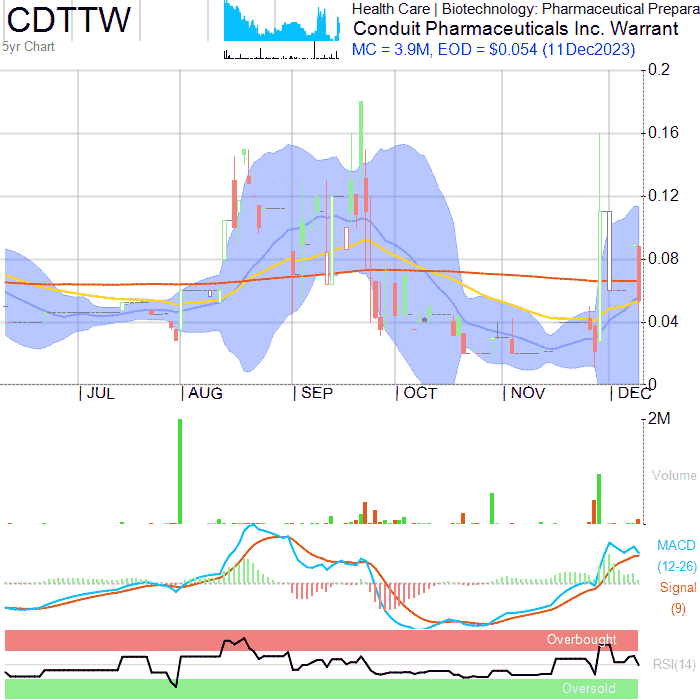 CDTTW
5yr Chart
Health Care | Biotechnology: Pharmaceutical Prepara
Conduit Pharmaceuticals Inc. Warrant
MC = 3.9M, EOD = $0.054 (11Dec2023)
0.2
0.16
0.12
0.08
0.04
0
JUL AUG SEP OCT NOV DEC
2M
Volume
MACD
(12-26)
Signal
(9)
Overbought
RSI(14)
Oversold